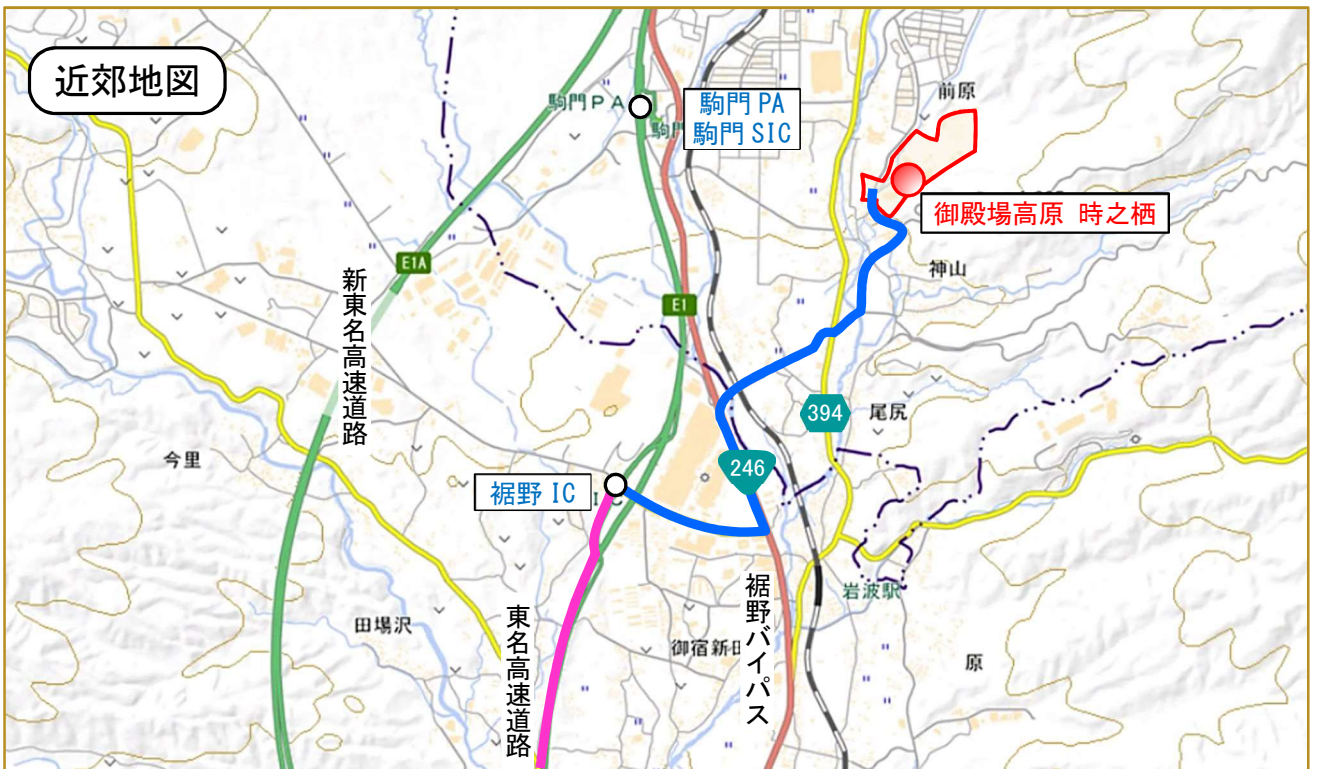 近郊地図
駒門PA
駒門
駒門 PA
駒門 SIC
前原
御殿場高原 時之栖
神山
E1A
新東名高速道路
E1
394
尾尻
今里
246
裾野 IC
I C
裾野バイパス
岩波駅
東名高速道路
田場沢
御宿新田
原